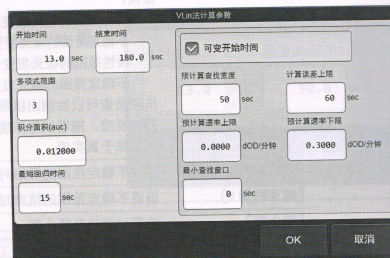 VLin法计算参数
开始时间
结束时间
13.0 sec
180.0 sec
多项式范围
3
积分面积(auc)
0.012000
最短回归时间
15 sec
可变开始时间
预计算查找宽度
计算误差上限
50 sec
60 sec
预计算速率上限
预计算速率下限
0.0000 dOD/分钟
0.3000 dOD/分钟
最小查找窗口
0 sec
OK
取消